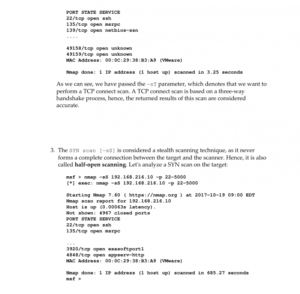 PORT STATE SERVICE
22/tcp open ssh
135/tcp open msrpc
139/tcp open netbios-ssn
....
49158/tcp open unknown
49159/tcp open unknown
MAC Address: 00:0C:29:38:B3:A9 (VMware)
Nmap done: 1 IP address (1 host up) scanned in 3.25 seconds
As we can see, we have passed the -sT parameter, which denotes that we want to
perform a TCP connect scan. A TCP connect scan is based on a three-way
handshake process, hence, the returned results of this scan are considered
accurate.
3. The SYN scan [-sS] is considered a stealth scanning technique, as it never
forms a complete connection between the target and the scanner. Hence, it is also
called half-open scanning. Let's analyze a SYN scan on the target:
msf > nmap -sS 192.168.216.10 -p 22-5000
[*] exec: nmap -sS 192.168.216.10 -p 22-5000
Starting Nmap 7.60 ( https://nmap.org ) at 2017-10-19 09:00 EDT
Nmap scan report for 192.168.216.10
Host is up (0.00063s latency).
Not shown: 4967 closed ports
PORT STATE SERVICE
22/tcp open ssh
135/tcp open msrpc
....
3920/tcp open exasoftport1
4848/tcp open appserv-http
MAC Address: 00:0C:29:38:B3:A9 (VMware)
Nmap done: 1 IP address (1 host up) scanned in 685.27 seconds
msf >